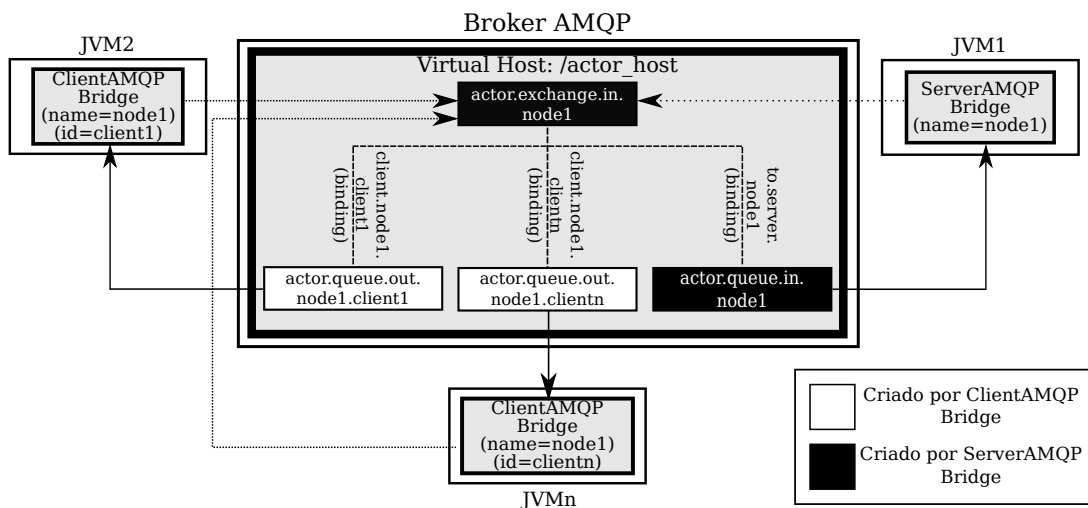 Broker AMQP
JVM2
JVM1
Virtual Host: /actor_host
ClientAMQP
Bridge
(name=node1)
(id=client1)
actor.exchange.in.
node1
ServerAMQP
Bridge
(name=node1)
client.node1.
client1
(binding)
client.node1.
clientn
(binding)
to.server.
node1
(binding)
actor.queue.out.
node1.client1
actor.queue.out.
node1.clientn
actor.queue.in.
node1
ClientAMQP
Bridge
(name=node1)
(id=clientn)
JVMn
Criado por ClientAMQP
Bridge
Criado por ServerAMQP
Bridge